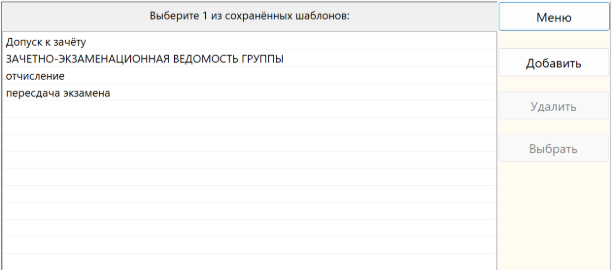 Выберите 1 из сохранённых шаблонов:
Меню
Допуск к зачёту
ЗАЧЕТНО-ЭКЗАМЕНАЦИОННАЯ ВЕДОМОСТЬ ГРУППЫ
отчисление
пересдача экзамена
Добавить
Удалить
Выбрать